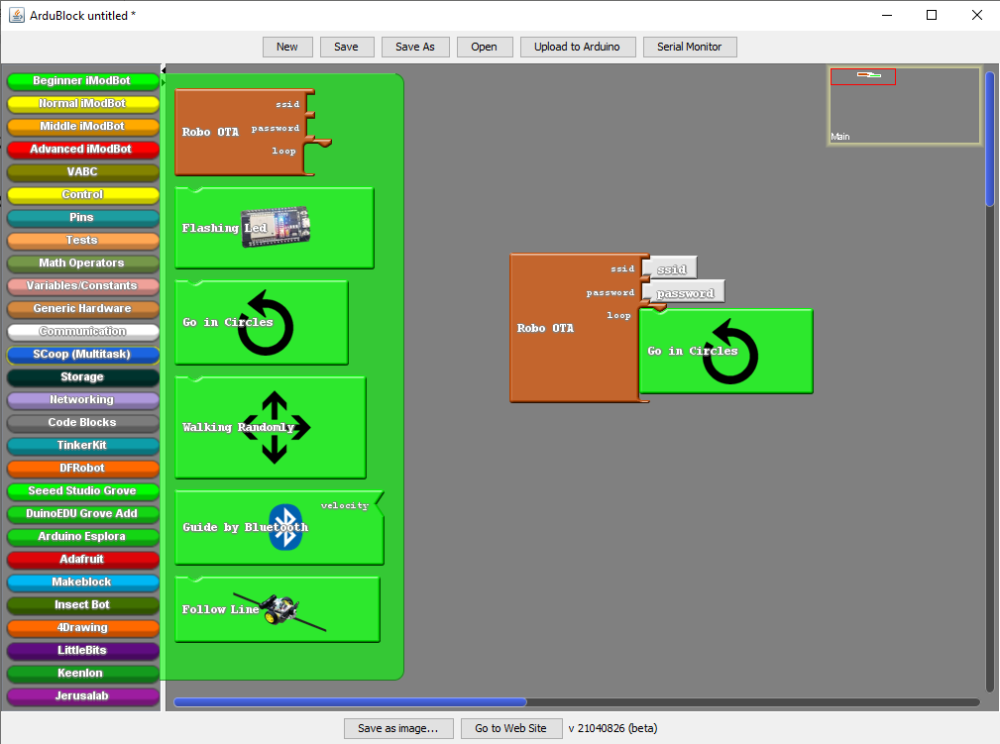 ArduBlock untitled *
New
Save
Save As
Open
Upload to Arduino
Serial Monitor
Beginner iModBot
Normal iModBot
Middle iModBot
Advanced iModBot
VABC
Control
Pins
Tests
Math Operators
Variables/Constants
Generic Hardware
Communication
SCoop (Multitask)
Storage
Networking
Code Blocks
TinkerKit
DFRobot
Seeed Studio Grove
DuinoEDU Grove Add
Arduino Esplora
Adafruit
Makeblock
Insect Bot
4Drawing
LittleBits
Keenlon
Jerusalab
ssid
Robo OTA
password
loop
Flashing Led
Go in Circles
Walking Randomly
velocity
Guide by Bluetooth
Follow Line
ssid
ssid
password
password
loop
Robo OTA
Go in Circles
Main
Save as image...
Go to Web Site
v 21040826 (beta)